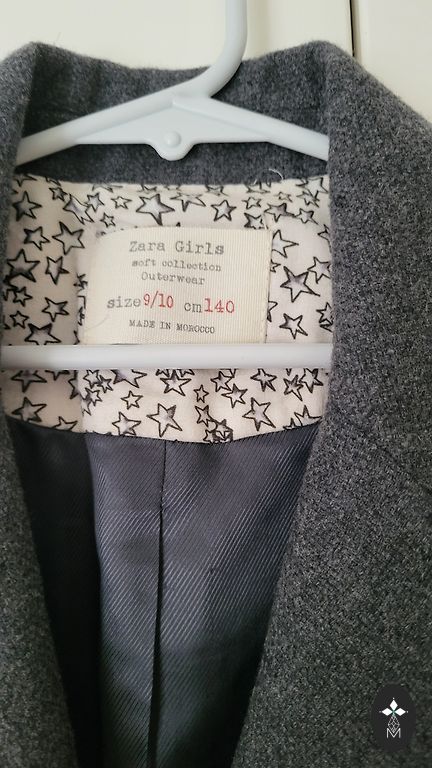 Zara Girls
soft collection
Outerwear
size 9/10 cm 140
MADE IN MOROCCO
M